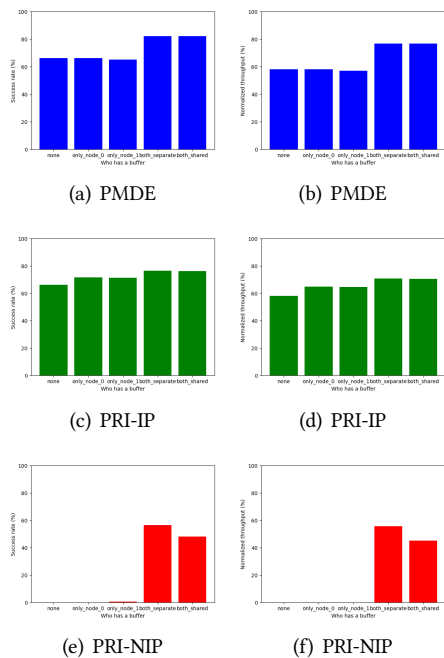 100
80
60
40
20
0
Success rate (%)
none only_node_0 only_node_1 both_separate both_shared
Who has a buffer
(a) PMDE
100
80
60
40
20
0
Normalized throughput (%)
none only_node_0 only_node_1 both_separate both_shared
Who has a buffer
(b) PMDE
100
80
60
40
20
0
Success rate (%)
none only_node_0 only_node_1 both_separate both_shared
Who has a buffer
(c) PRI-IP
100
80
60
40
20
0
Normalized throughput (%)
none only_node_0 only_node_1 both_separate both_shared
Who has a buffer
(d) PRI-IP
100
80
60
40
20
0
Success rate (%)
none only_node_0 only_node_1 both_separate both_shared
Who has a buffer
(e) PRI-NIP
100
80
60
40
20
0
Normalized throughput (%)
none only_node_0 only_node_1 both_separate both_shared
Who has a buffer
(f) PRI-NIP